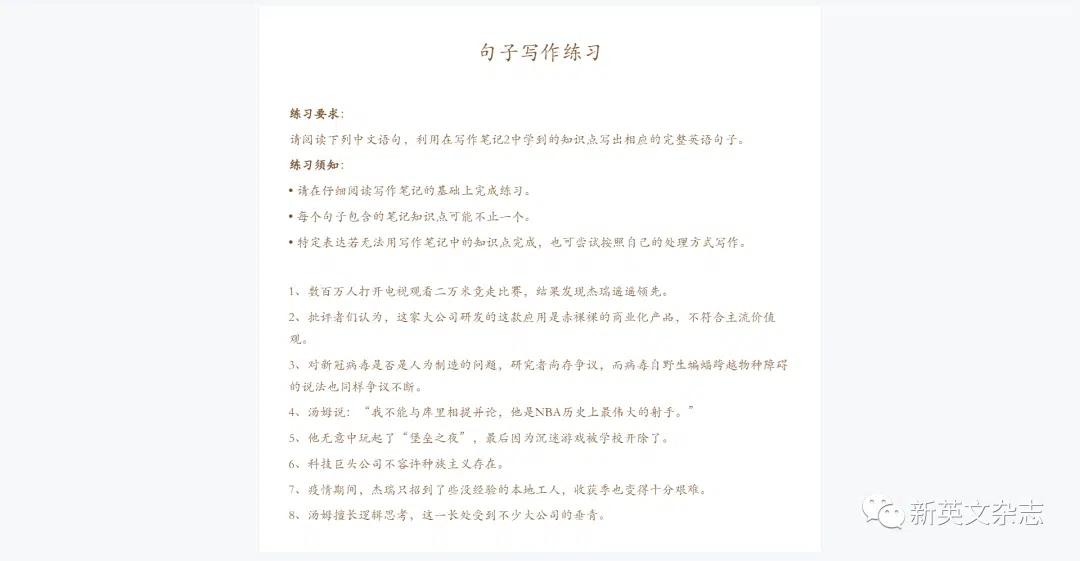 句子写作练习
练习要求:
请阅读下列中文语句，利用在写作笔记2中学到的知识点写出相应的完整英语句子。
练习须知:
• 请在仔细阅读写作笔记的基础上完成练习。
• 每个句子包含的笔记知识点可能不止一个。
• 特定表达若无法用写作笔记中的知识点完成，也可尝试按照自己的处理方式写作。
1、数百万人打开电视观看二万米竞走比赛，结果发现杰瑞遥遥领先。
2、批评者们认为，这家大公司研发的这款应用是赤裸裸的商业化产品，不符合主流价值
观。
3、对新冠病毒是否是人为制造的问题，研究者尚存争议，而病毒自野生蝙蝠跨越物种障碍
的说法也同样争议不断。
4、汤姆说：“我不能与库里相提并论，他是NBA历史上最伟大的射手。”
5、他无意中玩起了“堡垒之夜”，最后因为沉迷游戏被学校开除了。
6、科技巨头公司不容许种族主义存在。
7、疫情期间，杰瑞只招到了些没经验的本地工人，收获季也变得十分艰难。
8、汤姆擅长逻辑思考，这一长处受到不少大公司的垂青。
新英文杂志